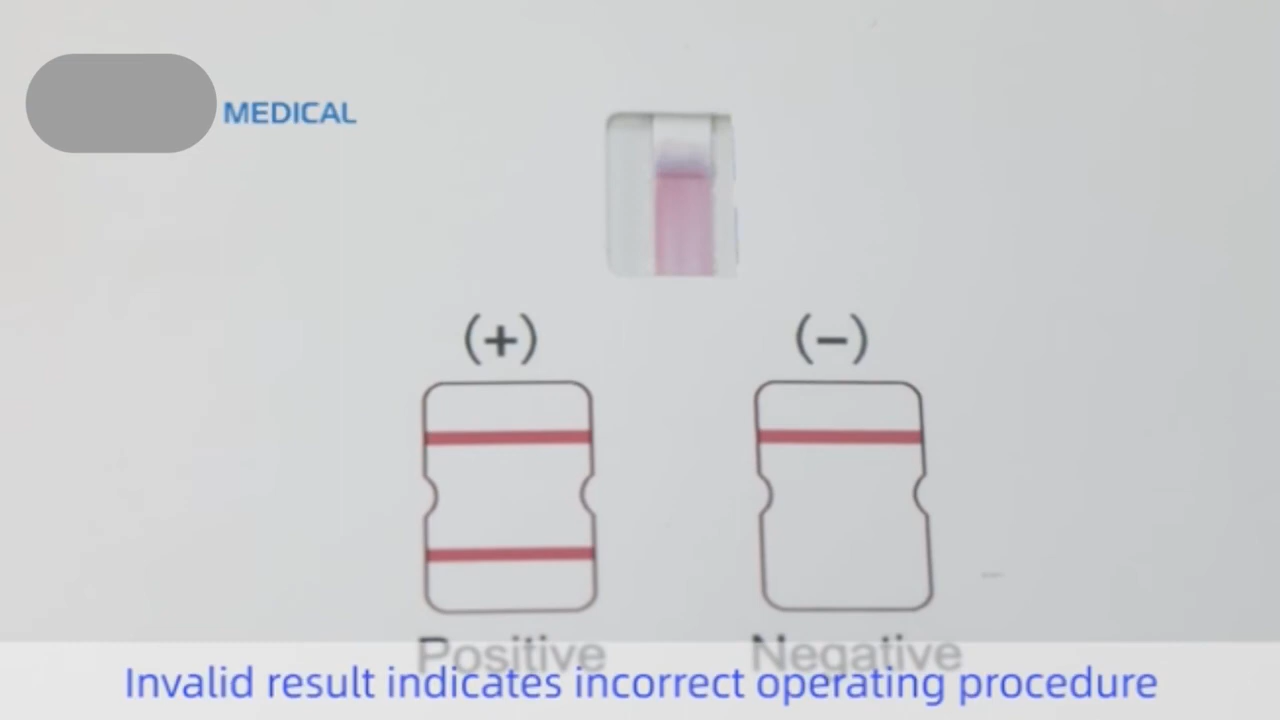 MEDICAL
(+) (−)
Positive Negative
Invalid result indicates incorrect operating procedure